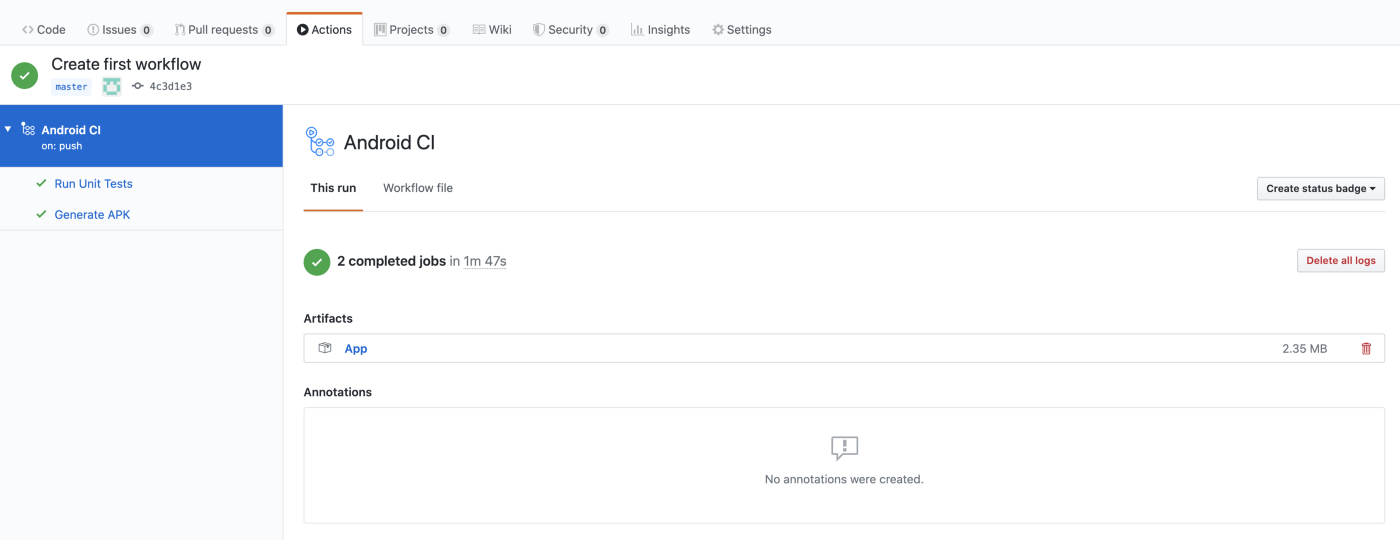 Code Issues 0 Pull requests 0 Actions Projects 0 Wiki Security 0 Insights Settings
Create first workflow
master 4c3d1e3
Android CI
on: push
Run Unit Tests
Generate APK
Android CI
This run Workflow file Create status badge
2 completed jobs in 1m 47s Delete all logs
Artifacts
App 2.35 MB
Annotations
No annotations were created.